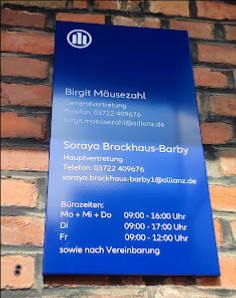 Birgit Mäusezahl
Generalvertretung
Telefon: 03722 409676
birgit.maeusezahl@allianz.de
Soraya Brockhaus-Barby
Hauptvertretung
Telefon: 03722 409676
soraya.brockhaus-barby1@allianz.de
Bürozeiten:
Mo + Mi + Do 09:00 - 16:00 Uhr
Di 09:00 - 17:00 Uhr
Fr 09:00 - 12:00 Uhr
sowie nach Vereinbarung